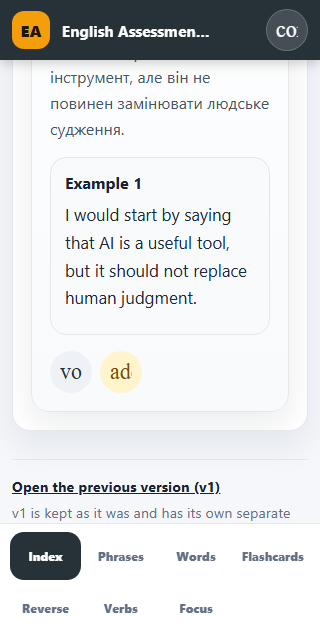 EA English Assessmen...
інструмент, але він не
повинен замінювати людське
судження.
Example 1
I would start by saying
that AI is a useful tool,
but it should not replace
human judgment.
vo
Open the previous version (v1)
v1 is kept as it was and has its own separate
Index Phrases Words Flashcards
Reverse Verbs Focus